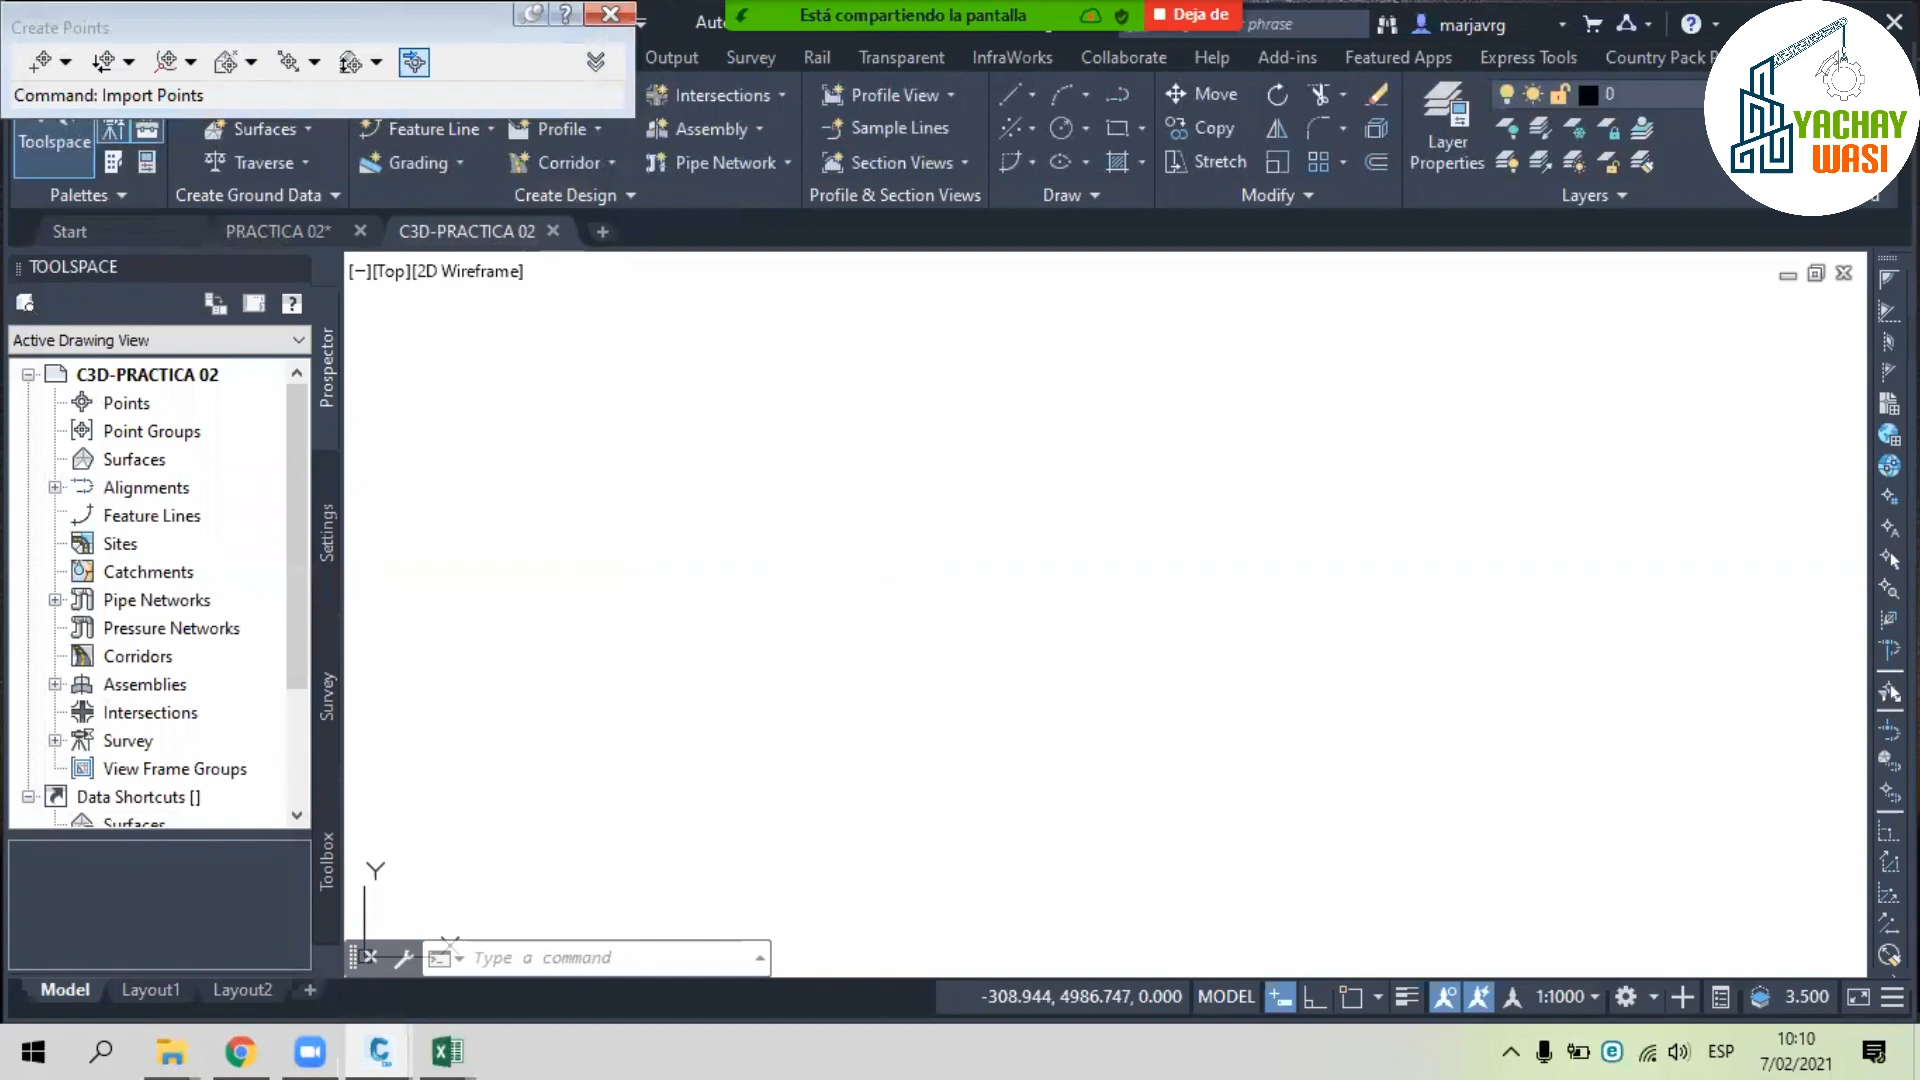 Create Points
Command: Import Points
Está compartiendo la pantalla
Deja de
phrase
marjavrg
Output
Survey
Rail
Transparent
InfraWorks
Collaborate
Help
Add-ins
Featured Apps
Express Tools
Toolspace
Surfaces
Traverse
Feature Line
Grading
Profile
Corridor
Intersections
Assembly
Pipe Network
Profile View
Sample Lines
Section Views
Move
Copy
Stretch
Layer
Properties
0
YACHAY
WASI
Palettes
Create Ground Data
Create Design
Profile & Section Views
Draw
Modify
Layers
Start
PRACTICA 02*
C3D-PRACTICA 02
TOOLSPACE
Active Drawing View
C3D-PRACTICA 02
Points
Point Groups
Surfaces
Alignments
Feature Lines
Sites
Catchments
Pipe Networks
Pressure Networks
Corridors
Assemblies
Intersections
Survey
View Frame Groups
Data Shortcuts []
Surfaces
Prospector
Settings
Survey
Toolbox
[−][Top][2D Wireframe]
Y
Type a command
Model
Layout1
Layout2
-308.944, 4986.747, 0.000
MODEL
1:1000
3.500
ESP
10:10
7/02/2021